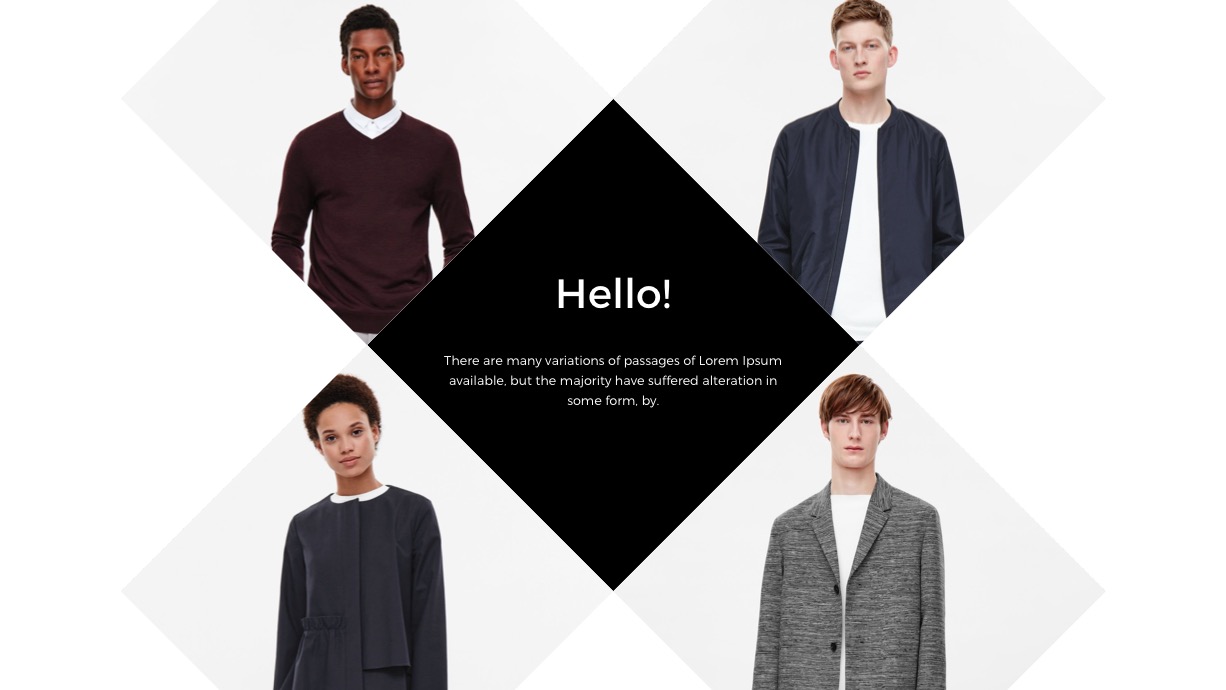 Hello!
There are many variations of passages of Lorem Ipsum
available, but the majority have suffered alteration in
some form, by.